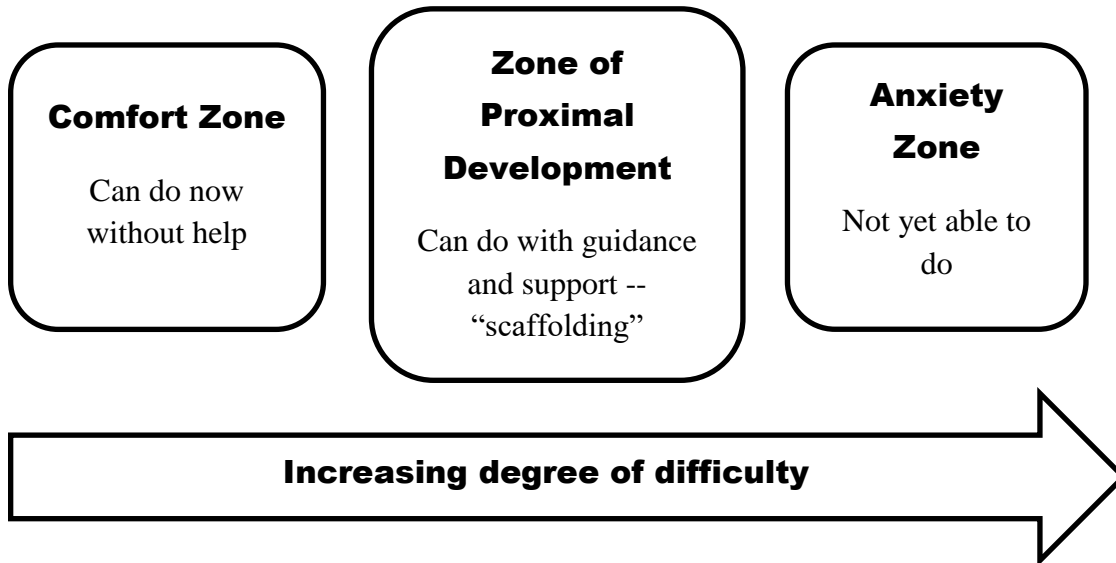 Comfort Zone
Can do now
without help
Zone of
Proximal
Development
Can do with guidance
and support --
“scaffolding”
Anxiety
Zone
Not yet able to
do
Increasing degree of difficulty